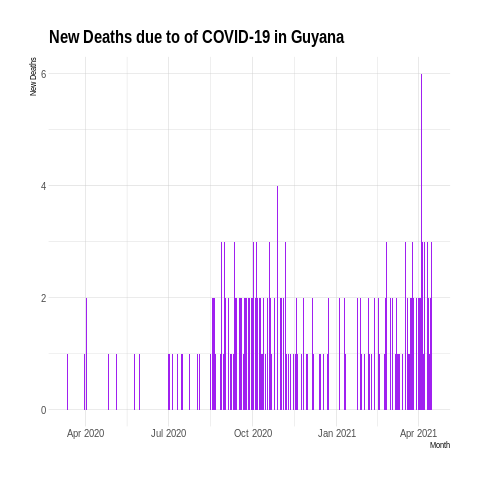 New Deaths due to of COVID-19 in Guyana
New Deaths
6
4
2
0
Apr 2020
Jul 2020
Oct 2020
Jan 2021
Apr 2021
Month